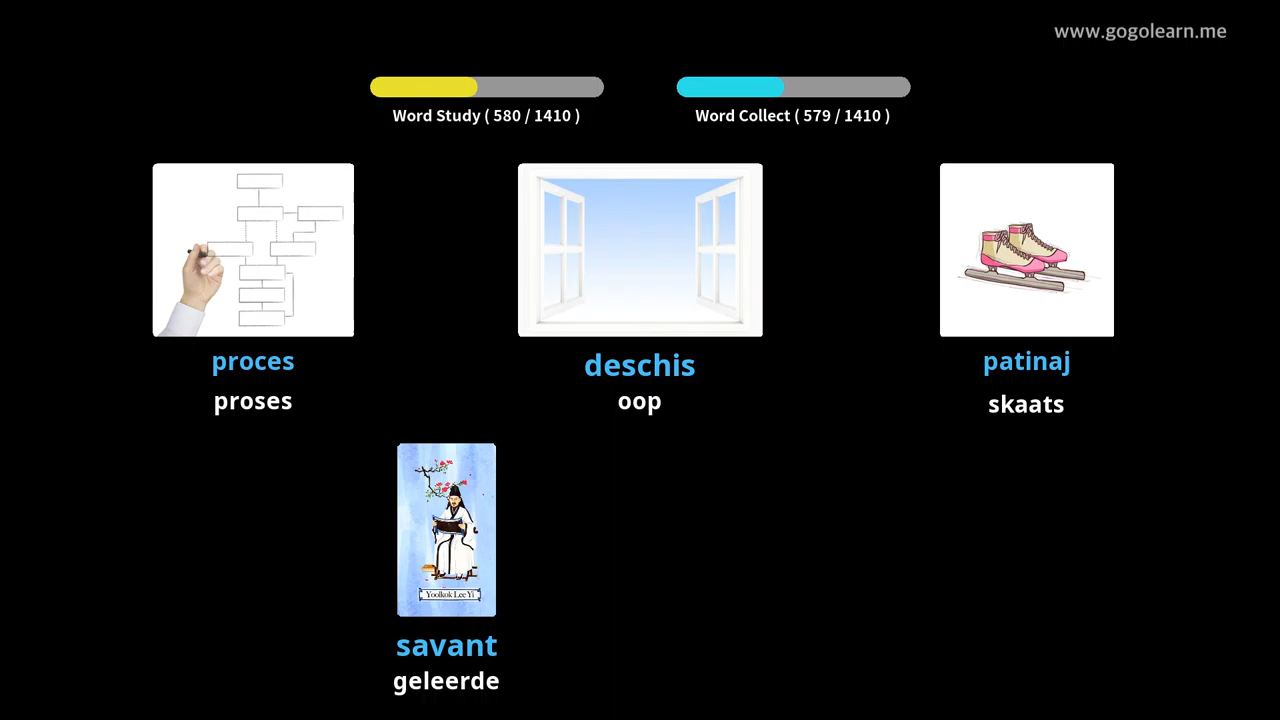 www.gogolearn.me
Word Study ( 580 / 1410 )
Word Collect ( 579 / 1410 )
proces
deschis
patinaj
proses
oop
skaats
Yoolkok Lee Yi
savant
geleerde